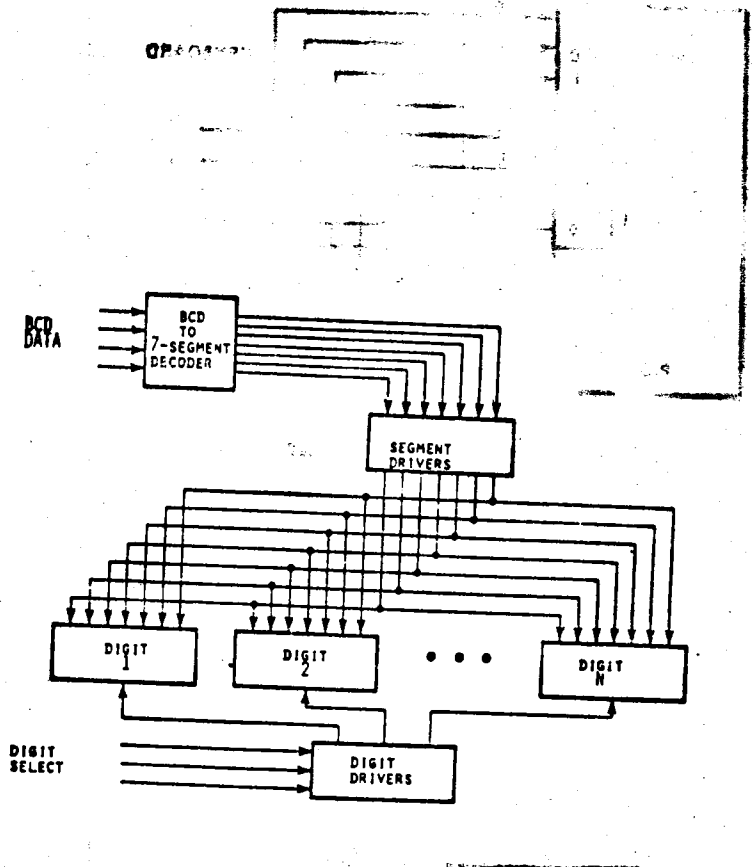 BCD
DATA
BCD
TO
7-SEGMENT
DECODER
SEGMENT
DRIVERS
DIGIT
1
DIGIT
2
DIGIT
N
DIGIT
SELECT
DIGIT
DRIVERS